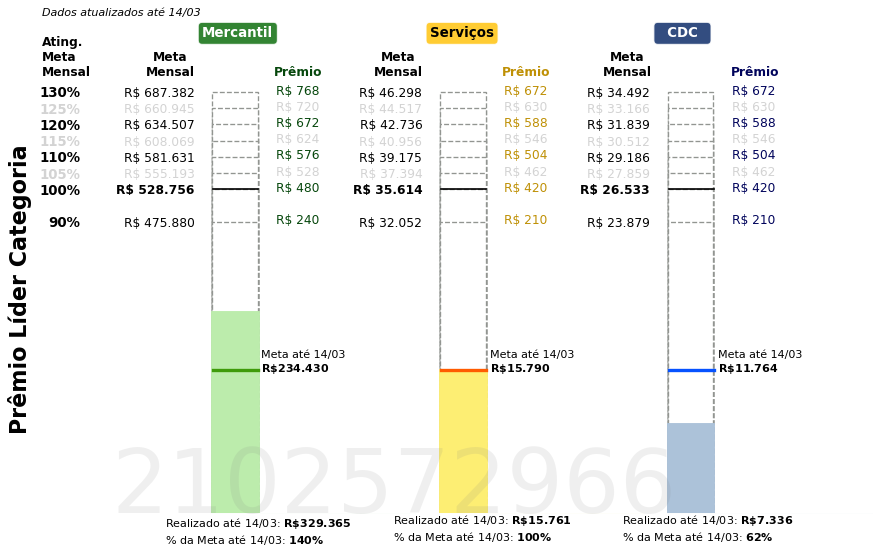 Dados atualizados até 14/03
Mercantil Serviços CDC
Ating.
Meta
Mensal
Meta
Mensal
Prêmio
Meta
Mensal
Prêmio
Meta
Mensal
Prêmio
130% R$ 687.382 R$ 768 R$ 46.298 R$ 672 R$ 34.492 R$ 672
125% R$ 660.945 R$ 720 R$ 44.517 R$ 630 R$ 33.166 R$ 630
120% R$ 634.507 R$ 672 R$ 42.736 R$ 588 R$ 31.839 R$ 588
115% R$ 608.069 R$ 624 R$ 40.956 R$ 546 R$ 30.512 R$ 546
110% R$ 581.631 R$ 576 R$ 39.175 R$ 504 R$ 29.186 R$ 504
105% R$ 555.193 R$ 528 R$ 37.394 R$ 462 R$ 27.859 R$ 462
100% R$ 528.756 R$ 480 R$ 35.614 R$ 420 R$ 26.533 R$ 420
90% R$ 475.880 R$ 240 R$ 32.052 R$ 210 R$ 23.879 R$ 210
Prêmio Líder Categoria
Meta até 14/03
R$234.430
Meta até 14/03
R$15.790
Meta até 14/03
R$11.764
2102572966
Realizado até 14/03: R$329.365
% da Meta até 14/03: 140%
Realizado até 14/03: R$15.761
% da Meta até 14/03: 100%
Realizado até 14/03: R$7.336
% da Meta até 14/03: 62%